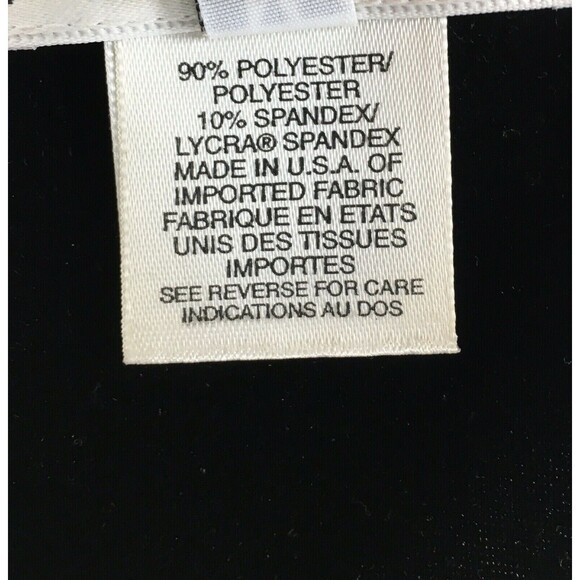 90% POLYESTER/
POLYESTER
10% SPANDEX/
LYCRA® SPANDEX
MADE IN U.S.A. OF
IMPORTED FABRIC
FABRIQUE EN ETATS
UNIS DES TISSUES
IMPORTES
SEE REVERSE FOR CARE
INDICATIONS AU DOS